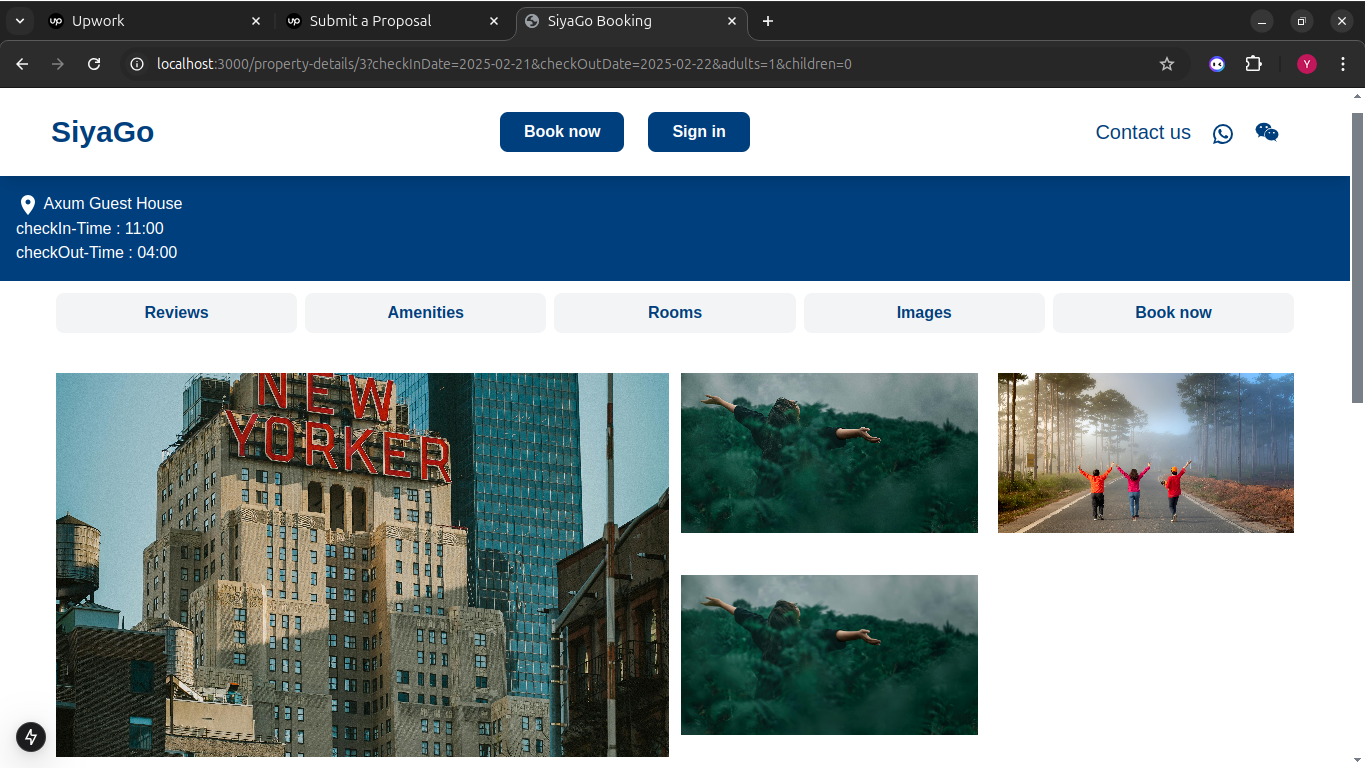 Upwork
Submit a Proposal
SiyaGo Booking
localhost:3000/property-details/3?checkInDate=2025-02-21&checkOutDate=2025-02-22&adults=1&children=0
Y
SiyaGo
Book now
Sign in
Contact us
Axum Guest House
checkIn-Time : 11:00
checkOut-Time : 04:00
Reviews
Amenities
Rooms
Images
Book now
NEW
YORKER